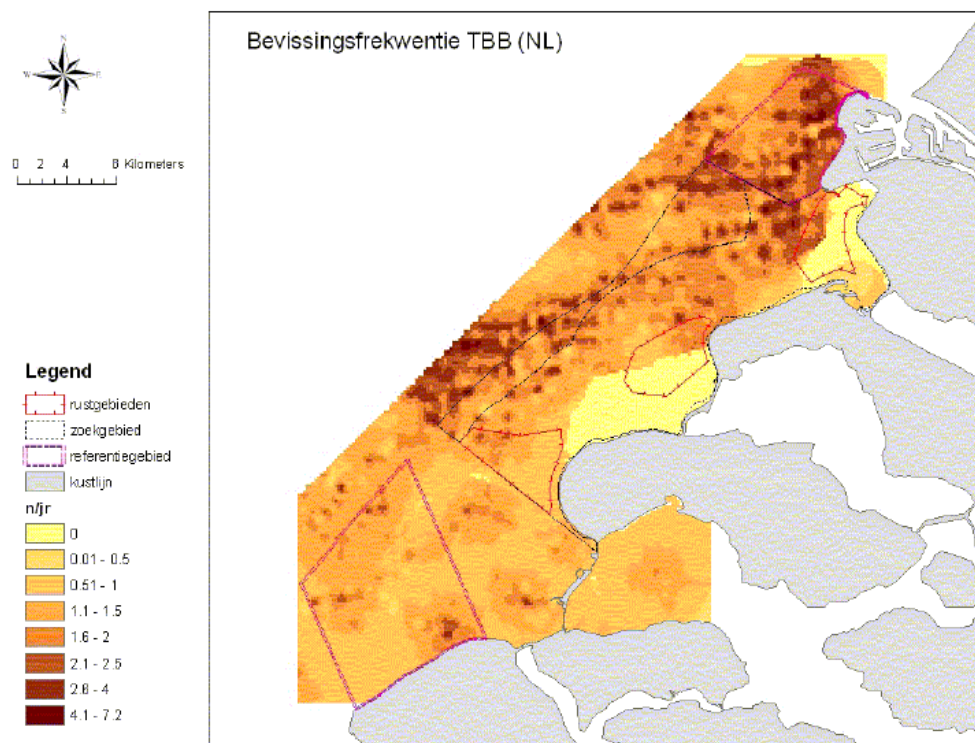 Bevissingsfrekwentie TBB (NL)
N
W E
S
0 2 4 8 Kilometers
Legend
rustgebieden
zoekgebied
referentiegebied
kustlijn
n/jr
0
0.01 - 0.5
0.51 - 1
1.1 - 1.5
1.6 - 2
2.1 - 2.5
2.6 - 4
4.1 - 7.2